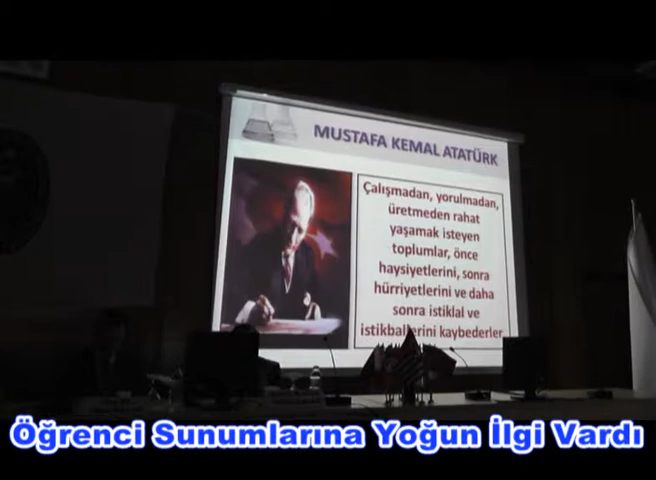 MUSTAFA KEMAL ATATÜRK
Çalışmadan, yorulmadan,
üretmeden rahat
yaşamak isteyen
toplumlar, önce
haysiyetlerini, sonra
hürriyetlerini ve daha
sonra istiklal ve
istikballerini kaybederler
Öğrenci Sunumlarına Yoğun İlgi Vardı